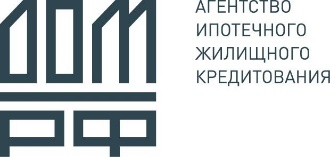 ДОМ
РФ
АГЕНТСТВО
ИПОТЕЧНОГО
ЖИЛИЩНОГО
КРЕДИТОВАНИЯ